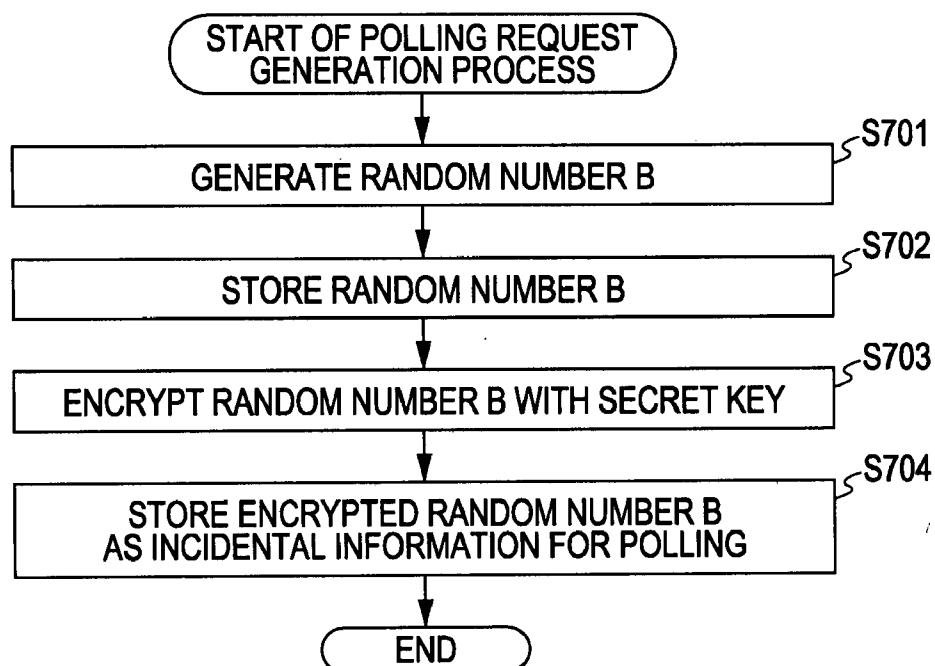 START OF POLLING REQUEST
GENERATION PROCESS
S701
GENERATE RANDOM NUMBER B
S702
STORE RANDOM NUMBER B
S703
ENCRYPT RANDOM NUMBER B WITH SECRET KEY
S704
STORE ENCRYPTED RANDOM NUMBER B
AS INCIDENTAL INFORMATION FOR POLLING
END